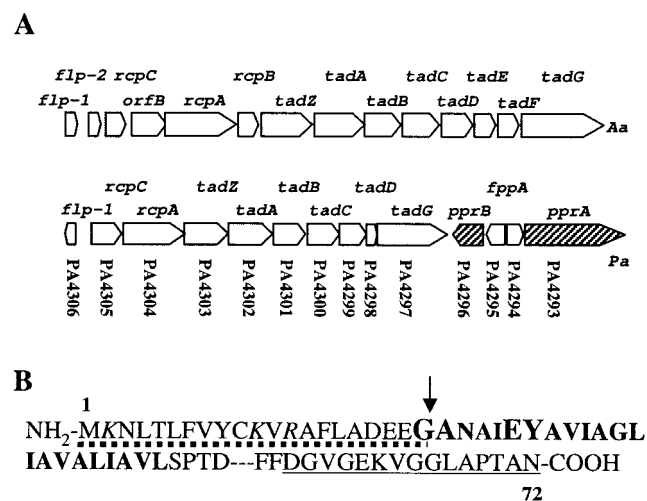 A
flp-2 rcpC rcpB tadA tadC tadE tadG
flp-1 orfB rcpA tadZ tadB tadD tadF Aa
rcpC tadZ tadB tadD fppA
flp-1 rcpA tadA tadC tadG pprB pprA
Pa
PA4306 PA4305 PA4304 PA4303 PA4302 PA4301 PA4300 PA4299 PA4298 PA4297 PA4296 PA4295 PA4294 PA4293
B
1
NH2-MKNLTLFVYCKVRAFLADEEGANAIEYAVIAGL
IAVALIAVLSPTD---FFDGVGEKVGGLAPTAN-COOH
72